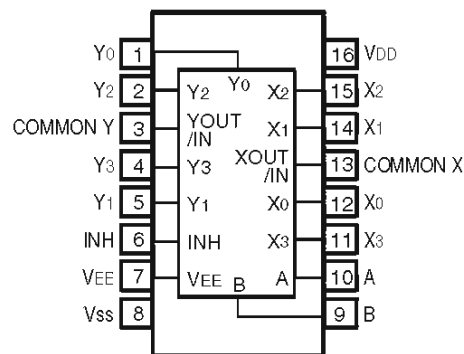 Y0 1 16 VDD
Y0
Y2 2 Y2 X2 15 X2
COMMON Y 3 YOUT /IN X1 14 X1
Y3 4 Y3 XOUT /IN 13 COMMON X
Y1 5 Y1 X0 12 X0
INH 6 INH X3 11 X3
VEE 7 VEE B A 10 A
Vss 8 9 B